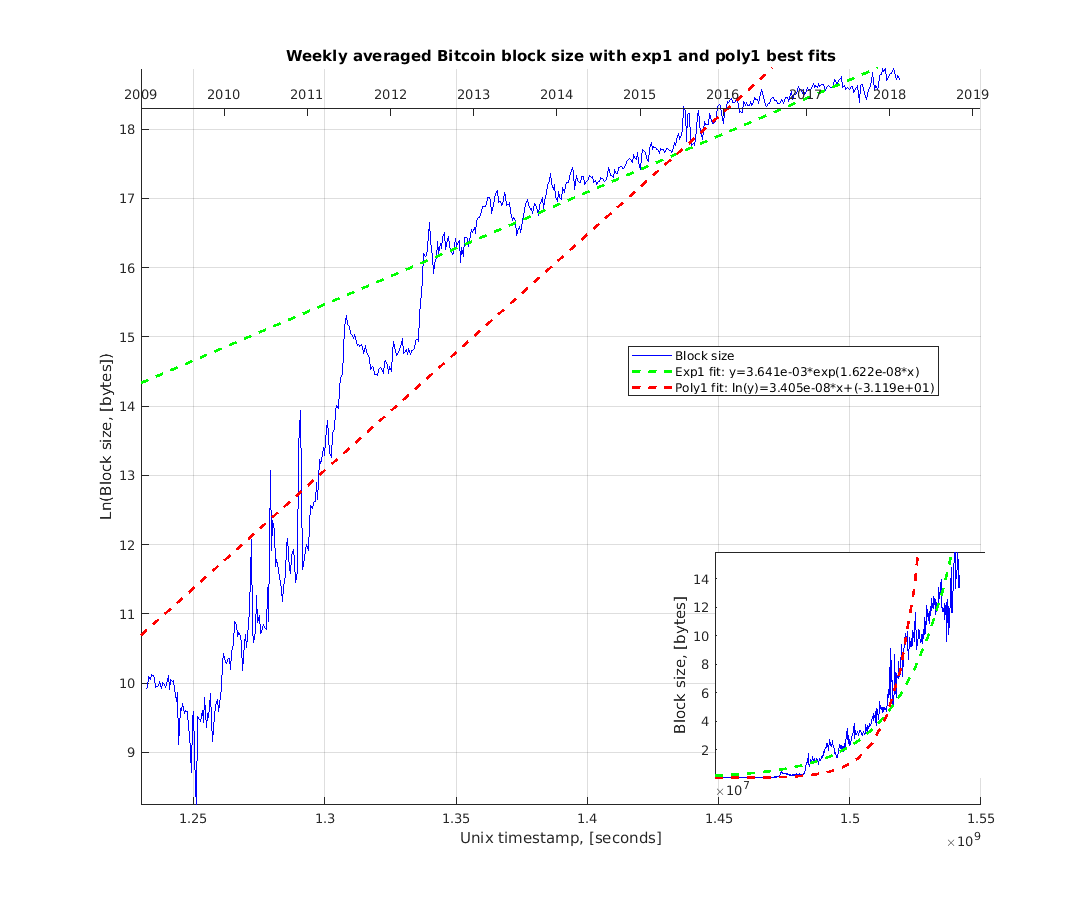 Weekly averaged Bitcoin block size with exp1 and poly1 best fits
2009 2010 2011 2012 2013 2014 2015 2016 2017 2018 2019
18
17
16
15
14
13
12
11
10
9
Ln(Block size, [bytes])
Block size
Exp1 fit: y=3.641e-03*exp(1.622e-08*x)
Poly1 fit: ln(y)=3.405e-08*x+(-3.119e+01)
14
12
10
8
6
4
2
Block size, [bytes]
×10^7
1.25 1.3 1.35 1.4 1.45 1.5 1.55
Unix timestamp, [seconds]
×10^9